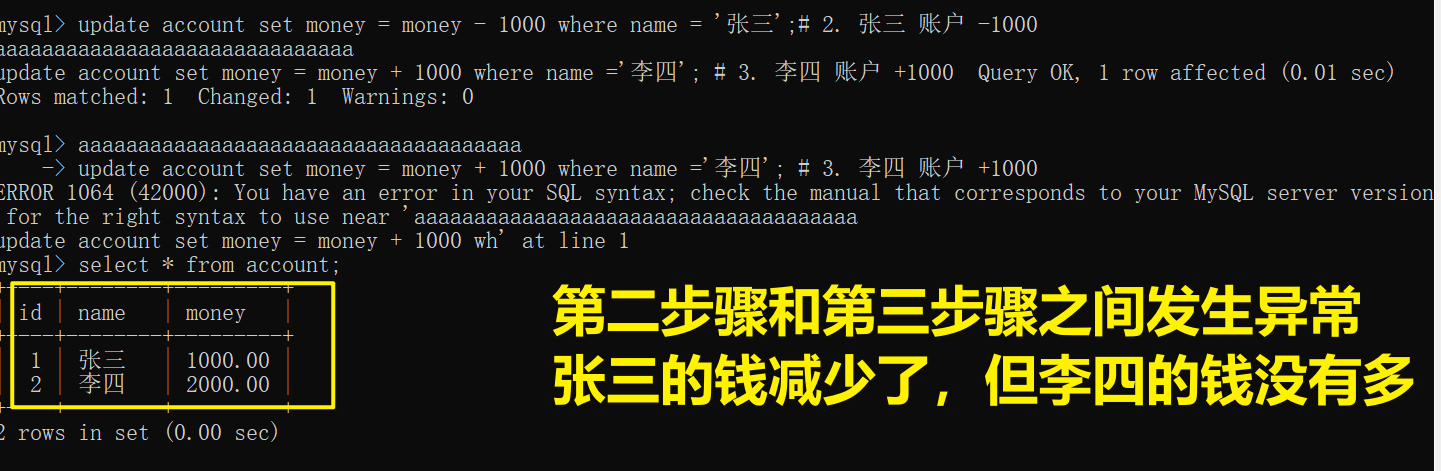 mysql> update account set money = money - 1000 where name = '张三';# 2. 张三 账户 -1000
aaaaaaaaaaaaaaaaaaaaaaaaaaaaaa
update account set money = money + 1000 where name ='李四'; # 3. 李四 账户 +1000  Query OK, 1 row affected (0.01 sec)
Rows matched: 1  Changed: 1  Warnings: 0
mysql> aaaaaaaaaaaaaaaaaaaaaaaaaaaaaaaaaaaaa
    -> update account set money = money + 1000 where name ='李四'; # 3. 李四 账户 +1000
ERROR 1064 (42000): You have an error in your SQL syntax; check the manual that corresponds to your MySQL server version
 for the right syntax to use near 'aaaaaaaaaaaaaaaaaaaaaaaaaaaaaaaaaaaaa
update account set money = money + 1000 wh' at line 1
mysql> select * from account;
+----+--------+---------+
| id | name   | money   |
+----+--------+---------+
|  1 | 张三   | 1000.00 |
|  2 | 李四   | 2000.00 |
+----+--------+---------+
2 rows in set (0.00 sec)
第二步骤和第三步骤之间发生异常
张三的钱减少了，但李四的钱没有多